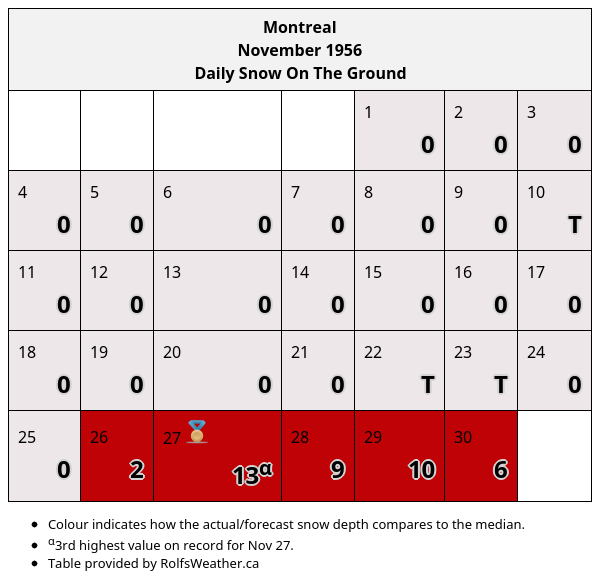 Montreal
November 1956
Daily Snow On The Ground
1 2 3
0 0 0
4 5 6 7 8 9 10
0 0 0 0 0 0 T
11 12 13 14 15 16 17
0 0 0 0 0 0 0
18 19 20 21 22 23 24
0 0 0 0 T T 0
25 26 27 28 29 30
0 2 13α 9 10 6
Colour indicates how the actual/forecast snow depth compares to the median.
α3rd highest value on record for Nov 27.
Table provided by RolfsWeather.ca